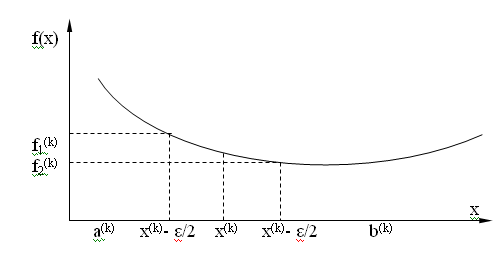 f(x)
f₁⁽ᵏ⁾
f₂⁽ᵏ⁾
x
a⁽ᵏ⁾ x⁽ᵏ⁾- ε/2 x⁽ᵏ⁾ x⁽ᵏ⁾- ε/2 b⁽ᵏ⁾